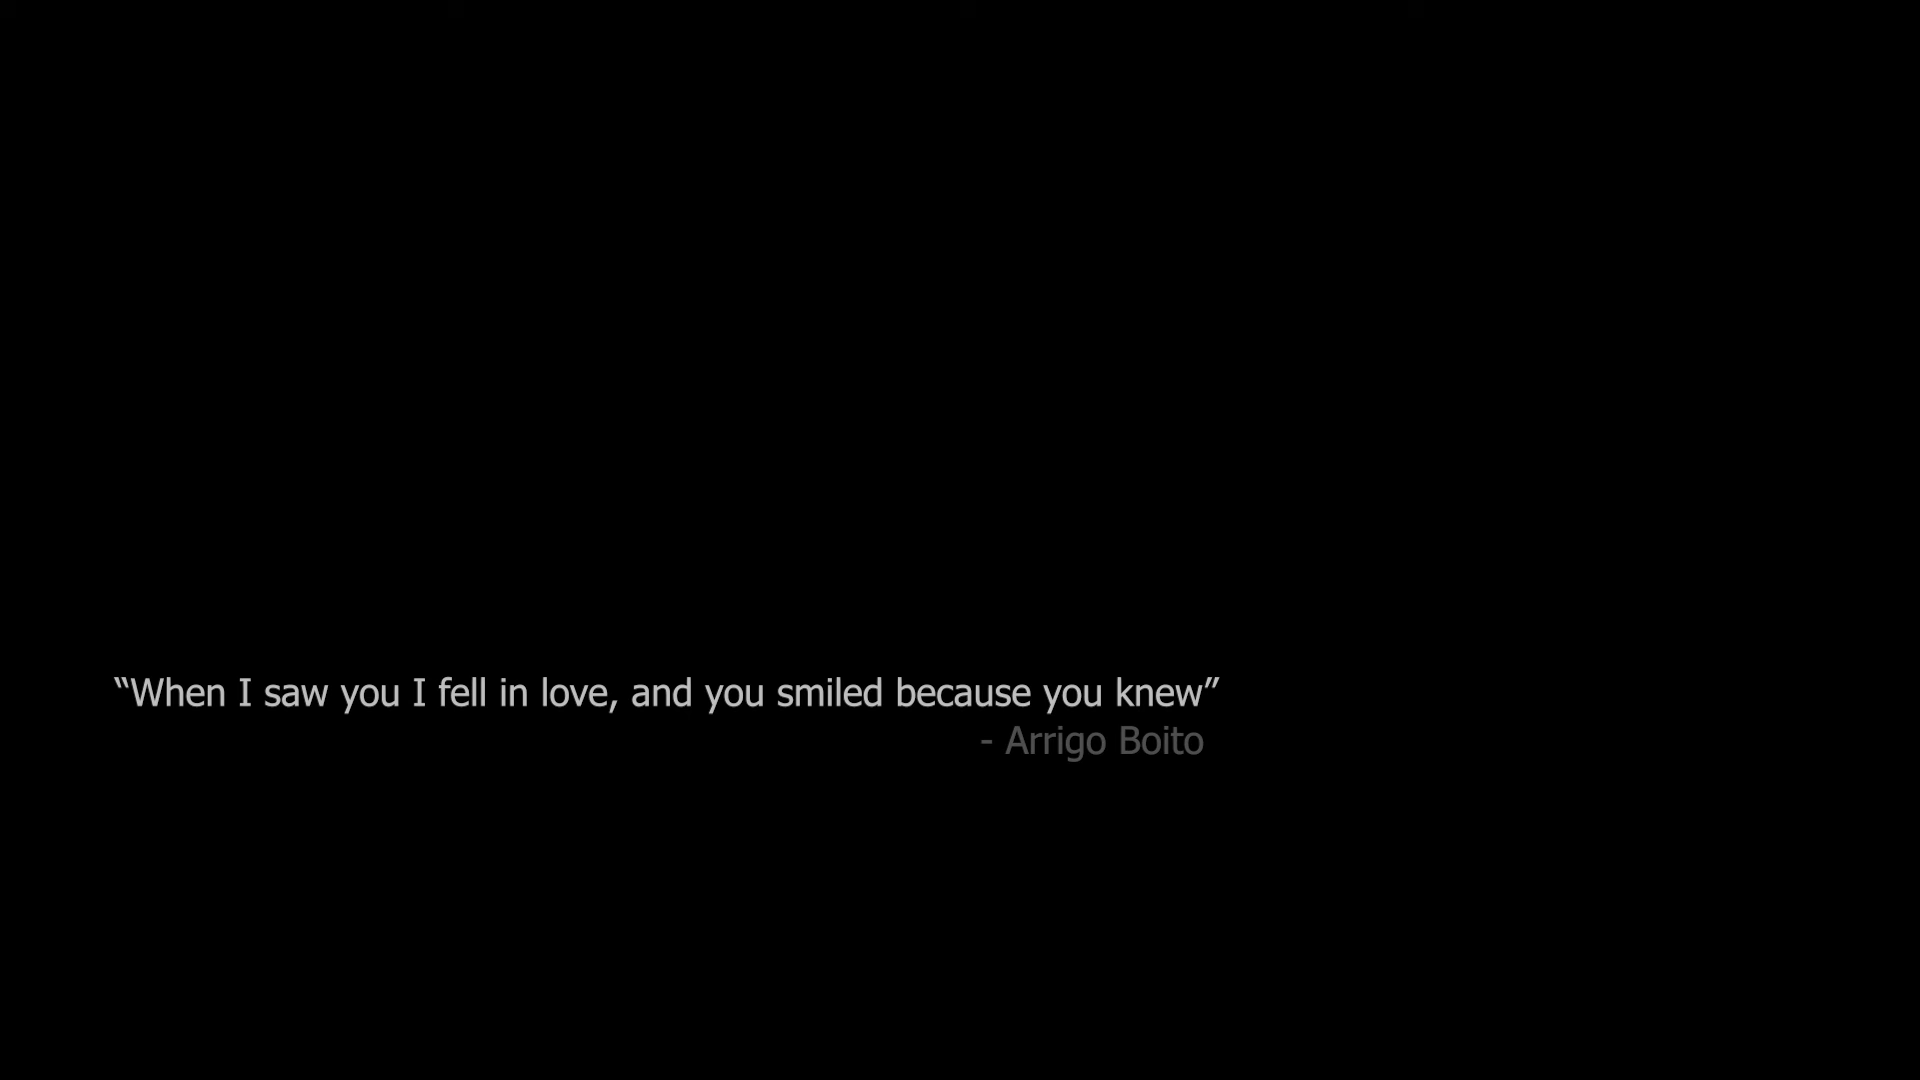 “When I saw you I fell in love, and you smiled because you knew”
- Arrigo Boito